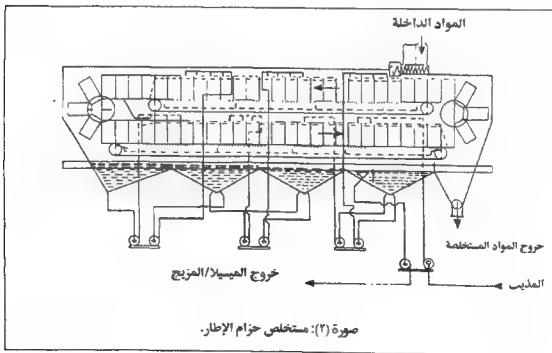 المواد الداخلة
خروج المواد المستخلصة
خروج الميسيلا/المزيج
المذيب
صورة (٢): مستخلص حزام الإطار.